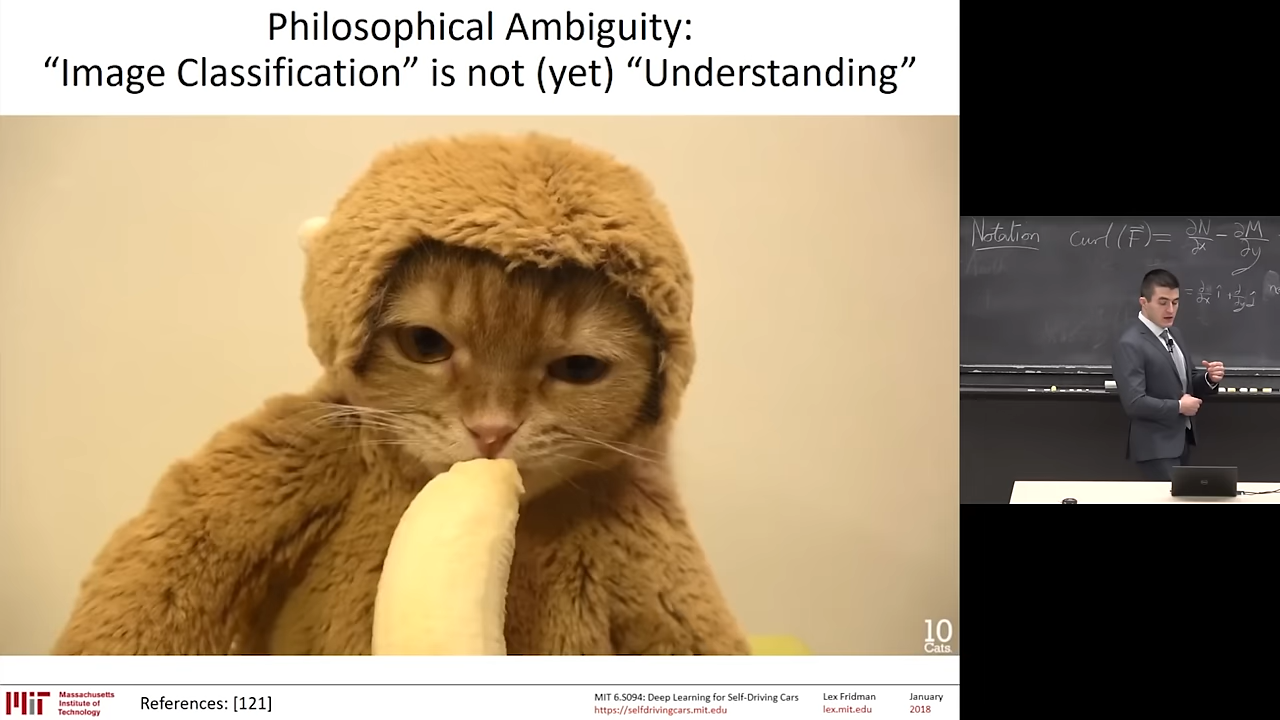 Philosophical Ambiguity:
“Image Classification” is not (yet) “Understanding”
Notation curl (F⃗) = ∂N/∂x − ∂M/∂y
10
Cats
Massachusetts
Institute of
Technology
References: [121]
MIT 6.S094: Deep Learning for Self-Driving Cars
https://selfdrivingcars.mit.edu
Lex Fridman
lex.mit.edu
January
2018